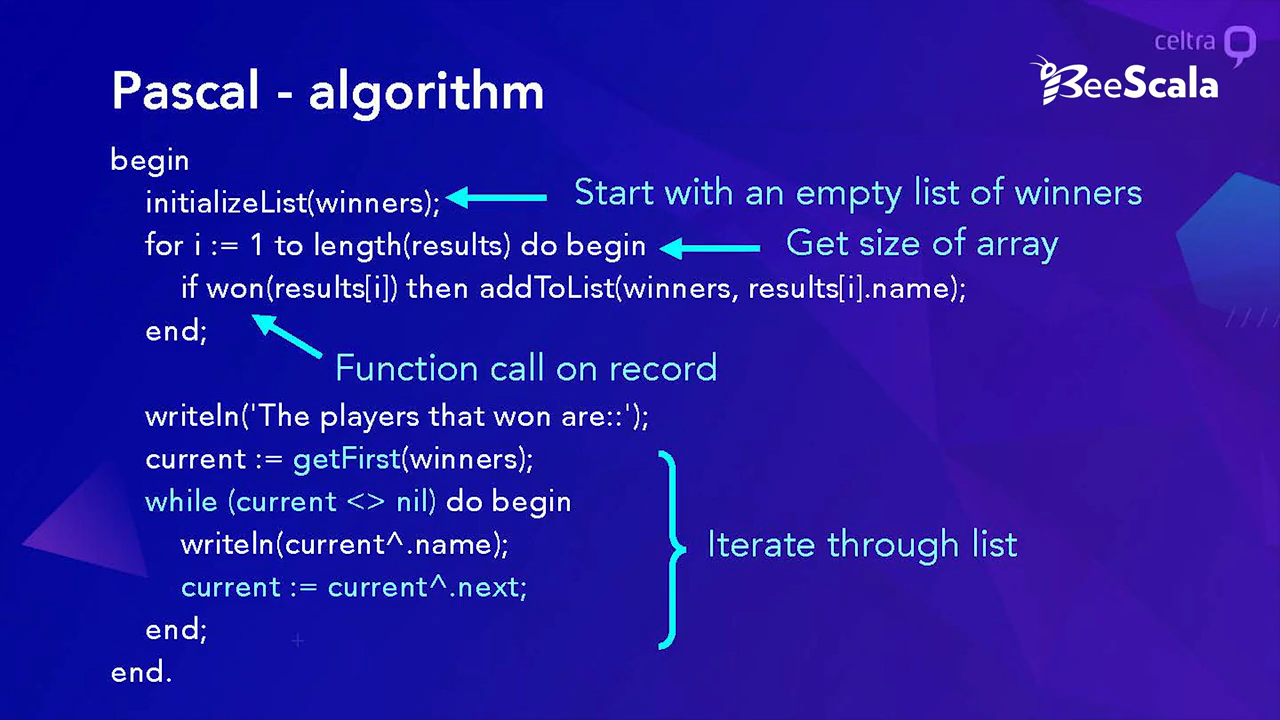 celtra
BeeScala
Pascal - algorithm
begin
initializeList(winners);
Start with an empty list of winners
for i := 1 to length(results) do begin
Get size of array
if won(results[i]) then addToList(winners, results[i].name);
end;
Function call on record
writeln('The players that won are::');
current := getFirst(winners);
while (current <> nil) do begin
writeln(current^.name);
Iterate through list
current := current^.next;
end;
end.